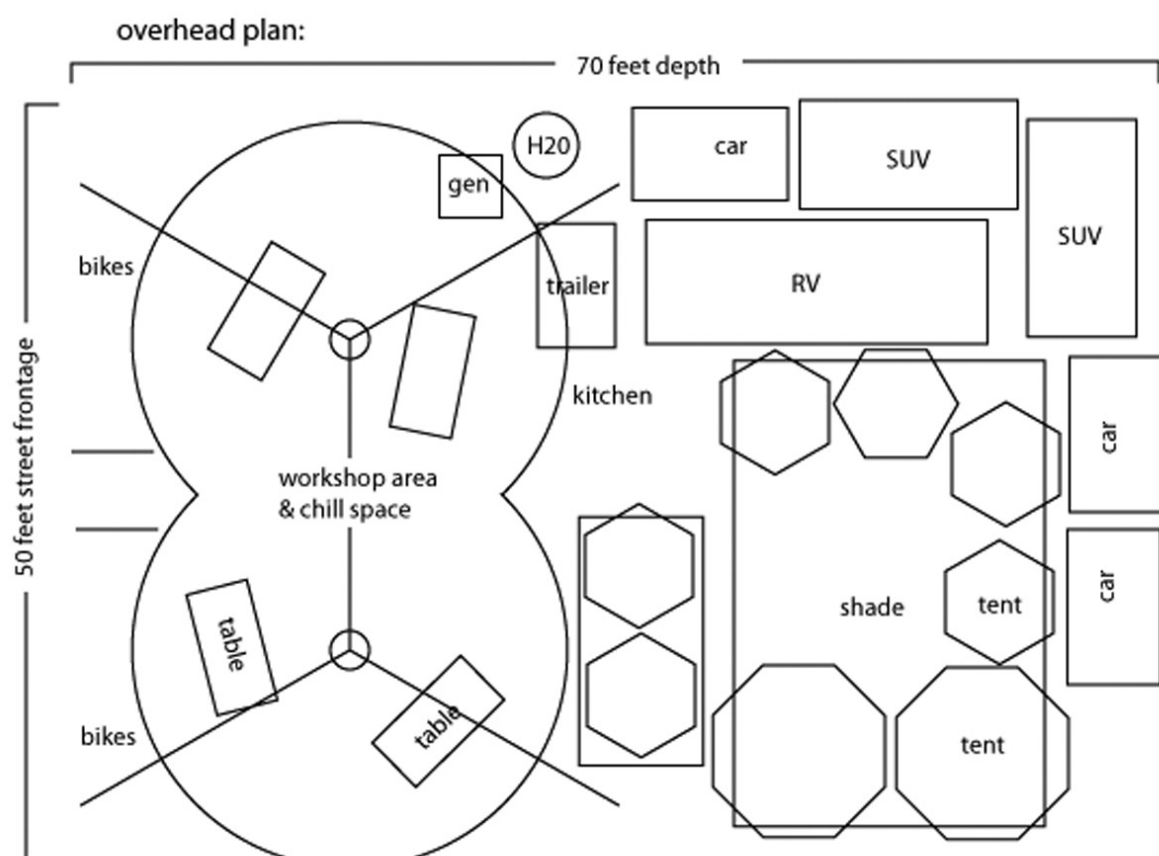 overhead plan:
70 feet depth
50 feet street frontage
H20
car
SUV
gen
SUV
bikes
trailer
RV
kitchen
car
workshop area
& chill space
car
shade
tent
table
table
bikes
tent